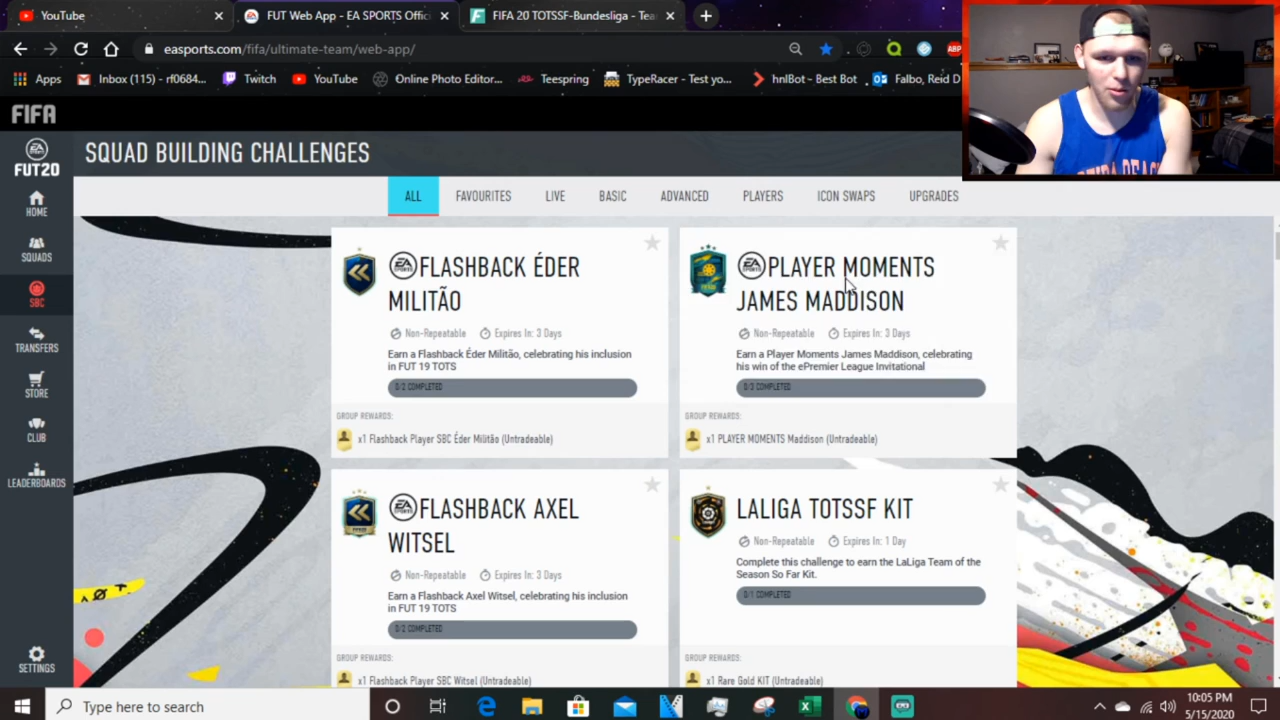 YouTube
FUT Web App - EA SPORTS Offic
FIFA 20 TOTSSF-Bundesliga - Tea
easports.com/fifa/ultimate-team/web-app/
ABP
Apps
Inbox (115) - rf0684...
Twitch
YouTube
Online Photo Editor...
Teespring
TypeRacer - Test yo...
hnlBot - Best Bot
Falbo, Reid D
FIFA
EA SPORTS
FUT20
HOME
SQUADS
SBC
TRANSFERS
STORE
CLUB
LEADERBOARDS
SETTINGS
SQUAD BUILDING CHALLENGES
ALL
FAVOURITES
LIVE
BASIC
ADVANCED
PLAYERS
ICON SWAPS
UPGRADES
EA SPORTS FLASHBACK ÉDER
MILITÃO
Non-Repeatable Expires In: 3 Days
Earn a Flashback Éder Militão, celebrating his inclusion
in FUT 19 TOTS
0/2 COMPLETED
GROUP REWARDS:
x1 Flashback Player SBC Éder Militão (Untradeable)
EA SPORTS PLAYER MOMENTS
JAMES MADDISON
Non-Repeatable Expires In: 3 Days
Earn a Player Moments James Maddison, celebrating
his win of the ePremier League Invitational
0/3 COMPLETED
GROUP REWARDS:
x1 PLAYER MOMENTS Maddison (Untradeable)
EA SPORTS FLASHBACK AXEL
WITSEL
Non-Repeatable Expires In: 3 Days
Earn a Flashback Axel Witsel, celebrating his inclusion
in FUT 19 TOTS
0/2 COMPLETED
GROUP REWARDS:
x1 Flashback Player SBC Witsel (Untradeable)
LALIGA TOTSSF KIT
Non-Repeatable Expires In: 1 Day
Complete this challenge to earn the LaLiga Team of the
Season So Far Kit.
0/1 COMPLETED
GROUP REWARDS:
x1 Rare Gold KIT (Untradeable)
Type here to search
10:05 PM
5/15/2020